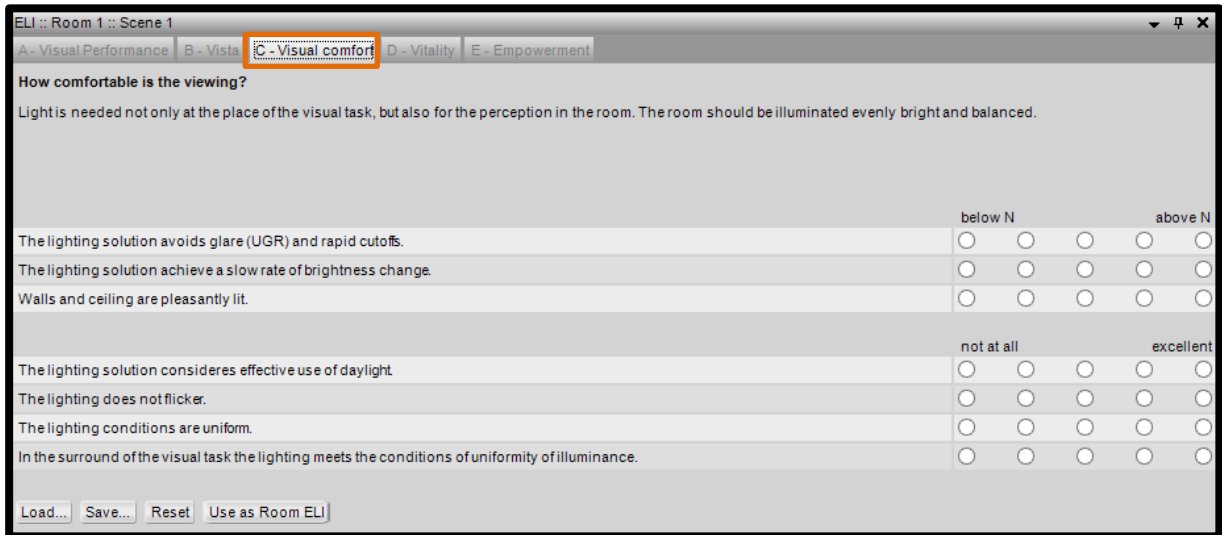 ELI :: Room 1 :: Scene 1
A - Visual Performance B - Vista C - Visual comfort D - Vitality E - Empowerment
How comfortable is the viewing?
Light is needed not only at the place of the visual task, but also for the perception in the room. The room should be illuminated evenly bright and balanced.
below N above N
The lighting solution avoids glare (UGR) and rapid cutoffs.
The lighting solution achieve a slow rate of brightness change.
Walls and ceiling are pleasantly lit.
not at all excellent
The lighting solution consideres effective use of daylight.
The lighting does not flicker.
The lighting conditions are uniform.
In the surround of the visual task the lighting meets the conditions of uniformity of illuminance.
Load... Save... Reset Use as Room ELI